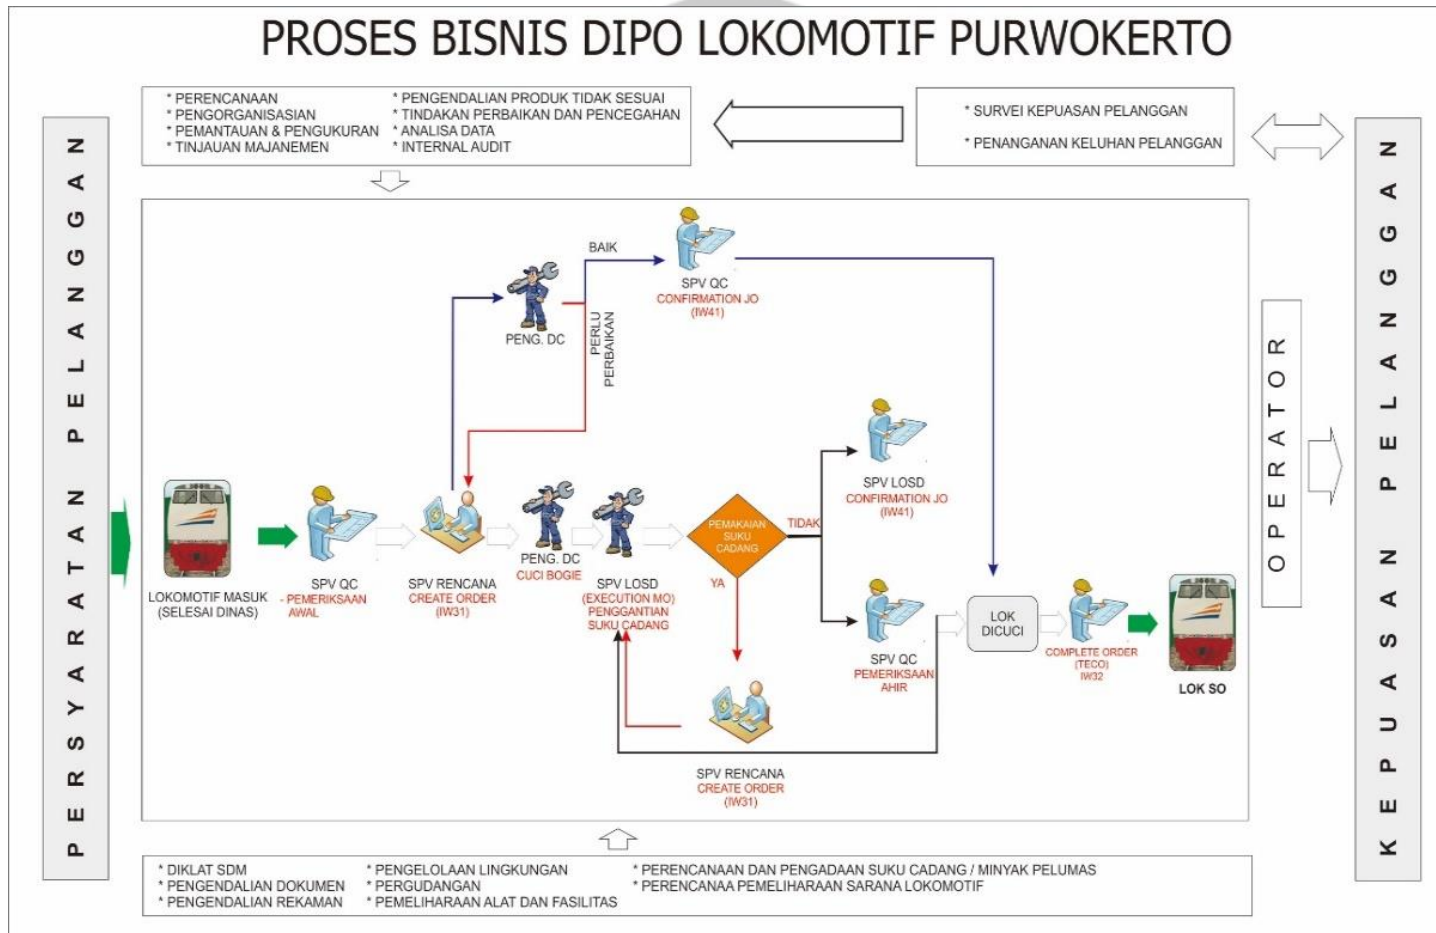 PROSES BISNIS DIPO LOKOMOTIF PURWOKERTO
* PERENCANAAN
* PENGORGANISASIAN
* PEMANTAUAN & PENGUKURAN
* TINJAUAN MAJANEMEN
* PENGENDALIAN PRODUK TIDAK SESUAI
* TINDAKAN PERBAIKAN DAN PENCEGAHAN
* ANALISA DATA
* INTERNAL AUDIT
* SURVEI KEPUASAN PELANGGAN
* PENANGANAN KELUHAN PELANGGAN
PERSYARATAN PELANGGAN
BAIK
SPV QC
CONFIRMATION JO
(IW41)
PENG. DC
PERLU
PERBAIKAN
LOKOMOTIF MASUK
(SELESAI DINAS)
SPV QC
- PEMERIKSAAN
AWAL
SPV RENCANA
CREATE ORDER
(IW31)
PENG. DC
CUCI BOGIE
SPV LOSD
(EXECUTION MO)
PENGGANTIAN
SUKU CADANG
PEMAKAIAN
SUKU
CADANG
TIDAK
YA
SPV LOSD
CONFIRMATION JO
(IW41)
SPV QC
PEMERIKSAAN
AHIR
SPV RENCANA
CREATE ORDER
(IW31)
LOK
DICUCI
COMPLETE ORDER
(TECO)
IW32
LOK SO
OPERATOR
KEPUASAN PELANGGAN
* DIKLAT SDM
* PENGENDALIAN DOKUMEN
* PENGENDALIAN REKAMAN
* PENGELOLAAN LINGKUNGAN
* PERGUDANGAN
* PEMELIHARAAN ALAT DAN FASILITAS
* PERENCANAAN DAN PENGADAAN SUKU CADANG / MINYAK PELUMAS
* PERENCANAA PEMELIHARAAN SARANA LOKOMOTIF